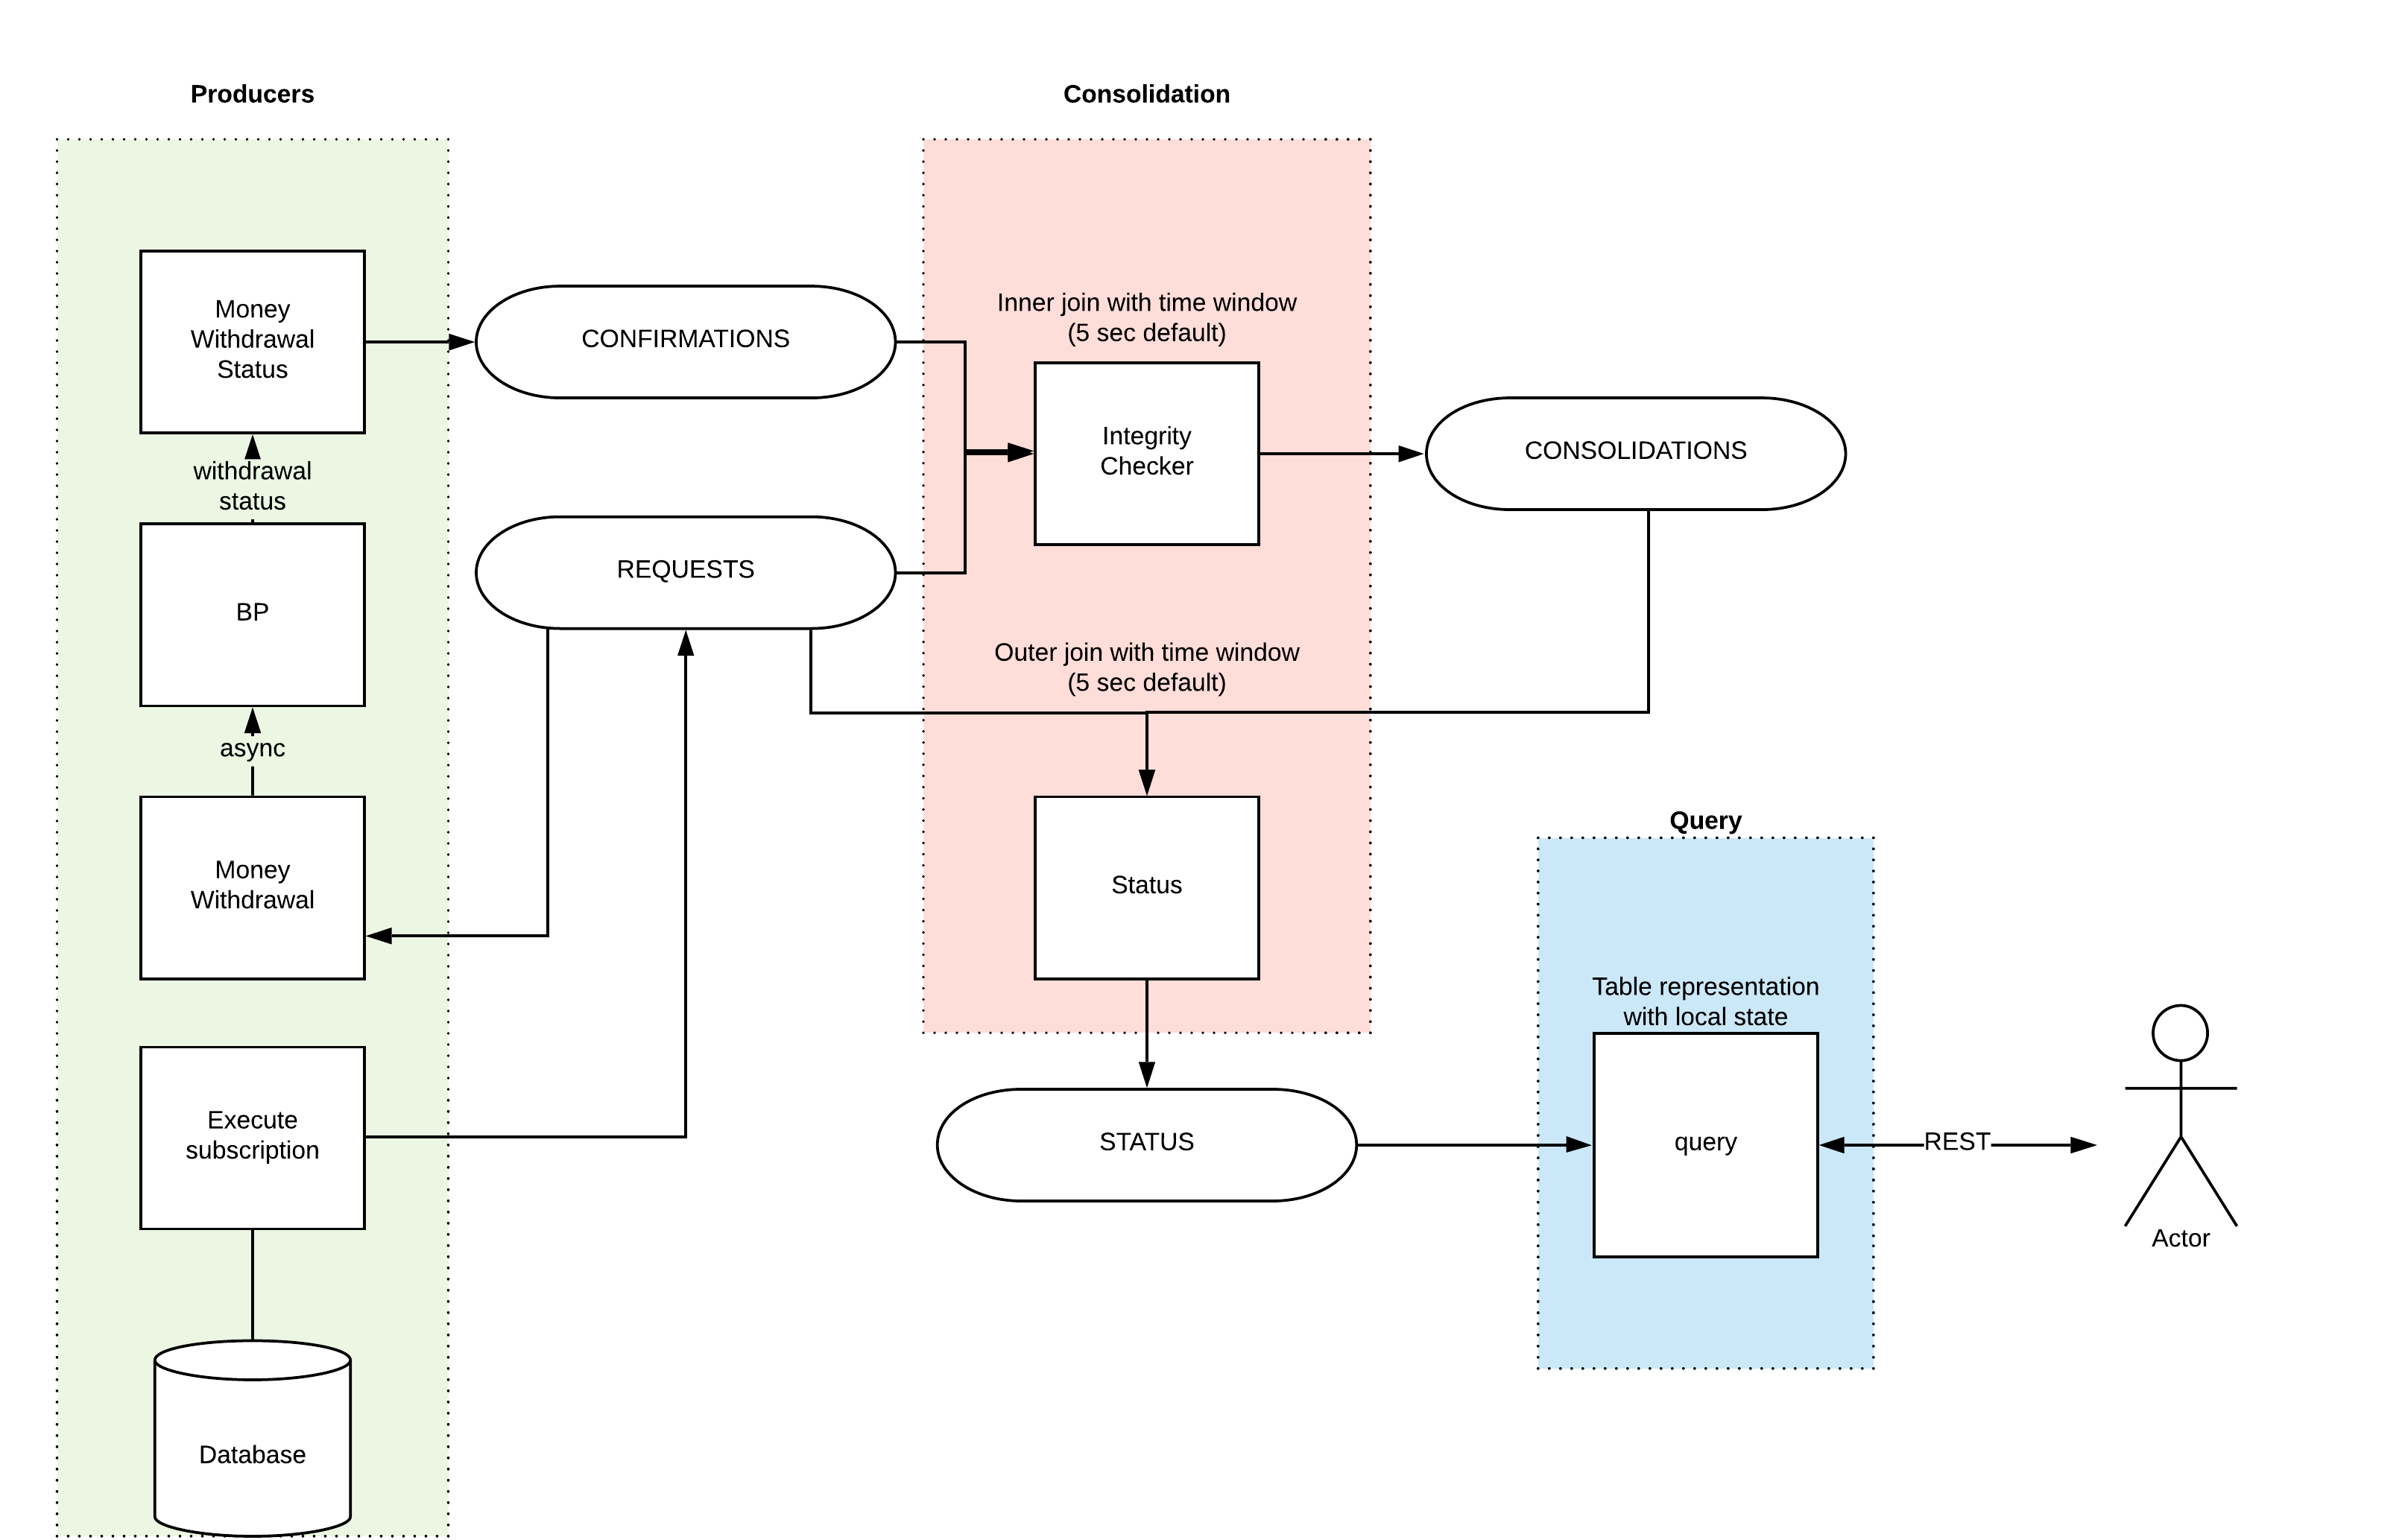 Producers
Consolidation
Money
Withdrawal
Status
CONFIRMATIONS
Inner join with time window
(5 sec default)
Integrity
Checker
CONSOLIDATIONS
withdrawal
status
BP
REQUESTS
Outer join with time window
(5 sec default)
async
Money
Withdrawal
Status
Query
Table representation
with local state
Execute
subscription
STATUS
query
REST
Actor
Database